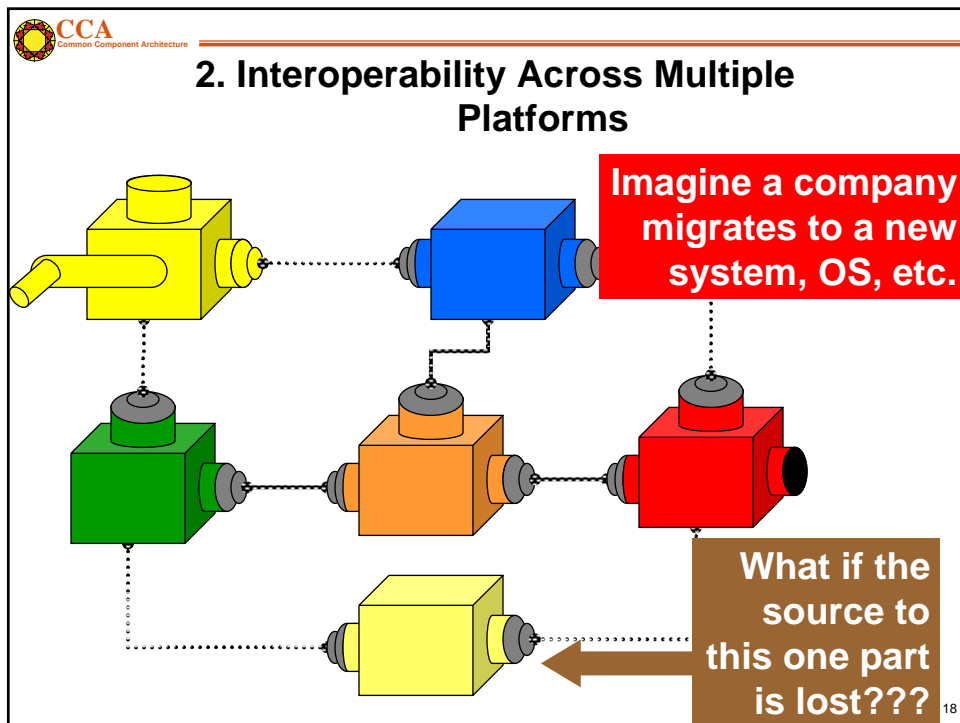 CCA
Common Component Architecture
2. Interoperability Across Multiple
Platforms
Imagine a company
migrates to a new
system, OS, etc.
What if the
source to
this one part
is lost???
18